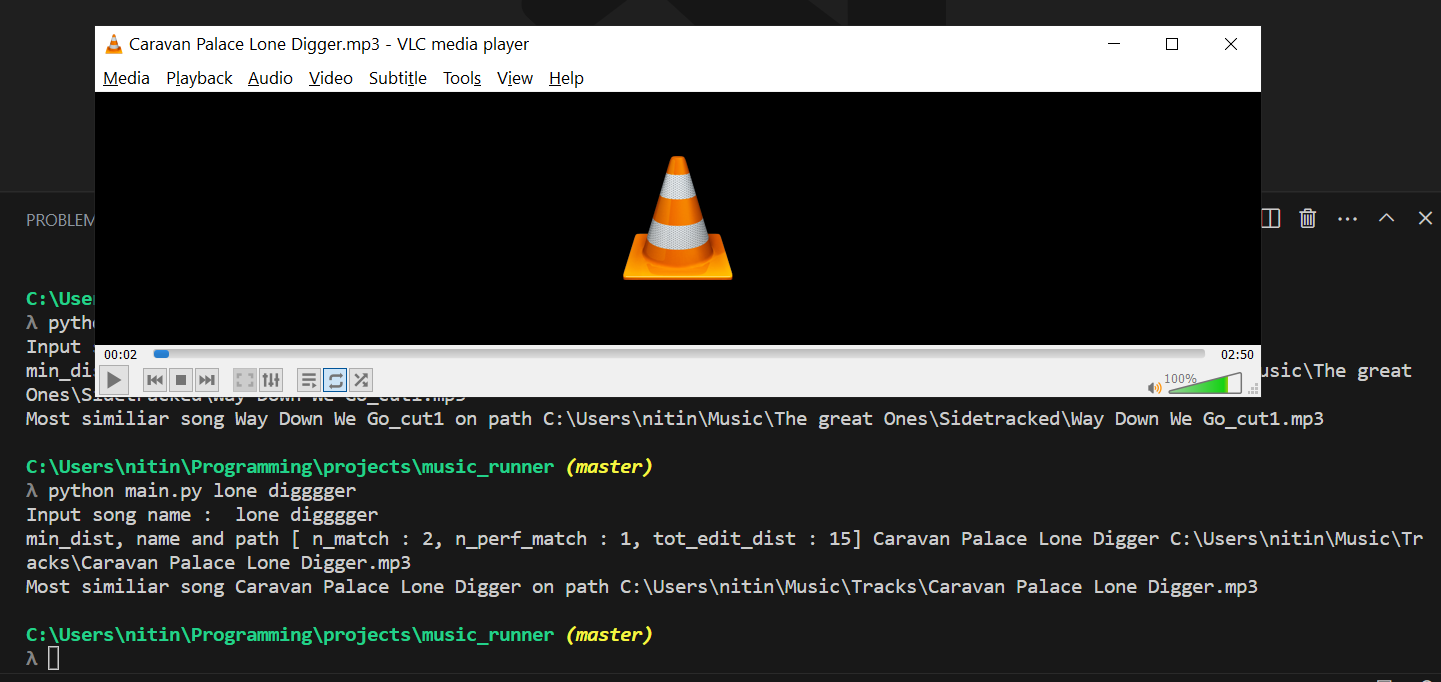 Caravan Palace Lone Digger.mp3 - VLC media player
Media Playback Audio Video Subtitle Tools View Help
PROBLEM
00:02 02:50
100%
C:\Use
λ pyth
Input
min_dis usic\The great
Ones\Sidetracked\Way Down We Go_cut1.mp3
Most similiar song Way Down We Go_cut1 on path C:\Users\nitin\Music\The great Ones\Sidetracked\Way Down We Go_cut1.mp3
C:\Users\nitin\Programming\projects\music_runner (master)
λ python main.py lone digggger
Input song name :  lone digggger
min_dist, name and path [ n_match : 2, n_perf_match : 1, tot_edit_dist : 15] Caravan Palace Lone Digger C:\Users\nitin\Music\Tr
acks\Caravan Palace Lone Digger.mp3
Most similiar song Caravan Palace Lone Digger on path C:\Users\nitin\Music\Tracks\Caravan Palace Lone Digger.mp3
C:\Users\nitin\Programming\projects\music_runner (master)
λ